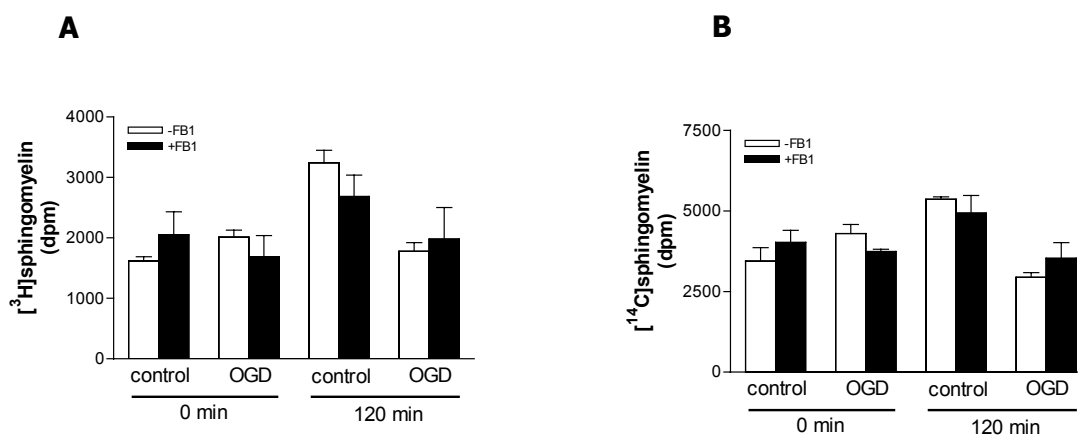 A
[³H]sphingomyelin
(dpm)
4000
3000
2000
1000
0
-FB1
+FB1
control OGD control OGD
0 min 120 min
B
[¹⁴C]sphingomyelin
(dpm)
7500
5000
2500
0
-FB1
+FB1
control OGD control OGD
0 min 120 min